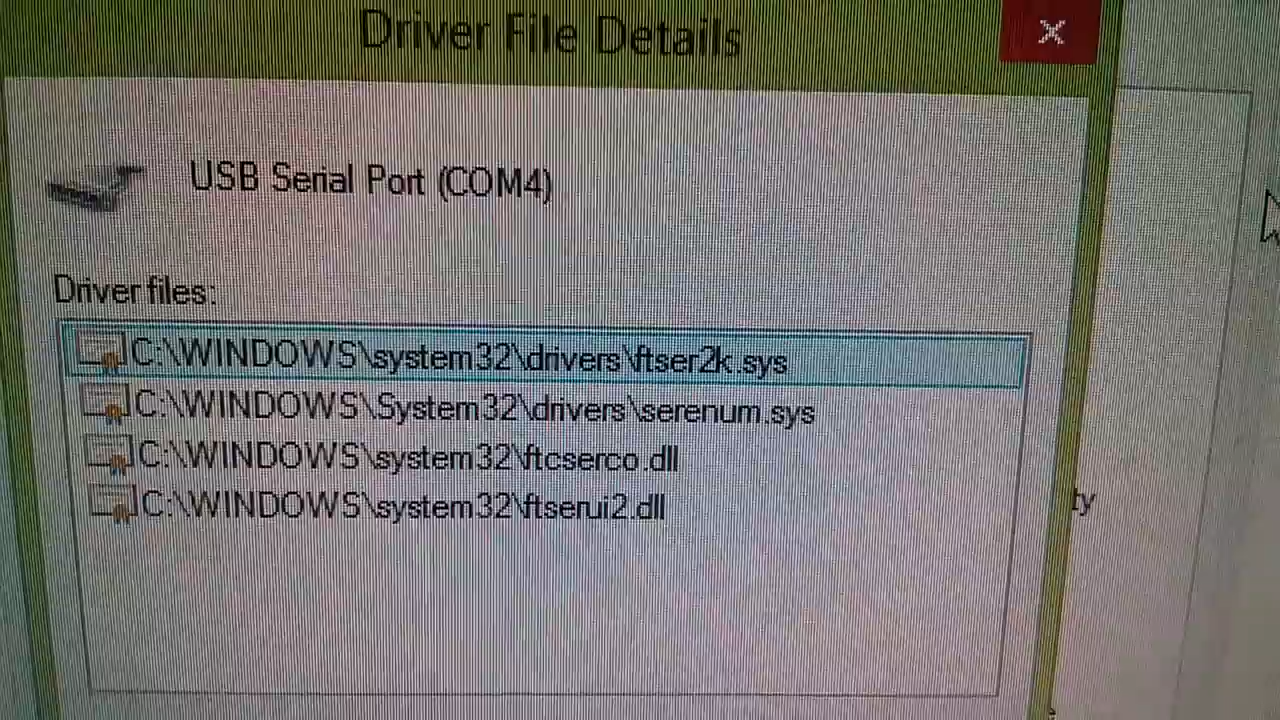 Driver File Details
USB Serial Port (COM4)
Driver files:
C:\WINDOWS\system32\drivers\ftser2k.sys
C:\WINDOWS\System32\drivers\serenum.sys
C:\WINDOWS\system32\ftcserco.dll
C:\WINDOWS\system32\ftserui2.dll
ty